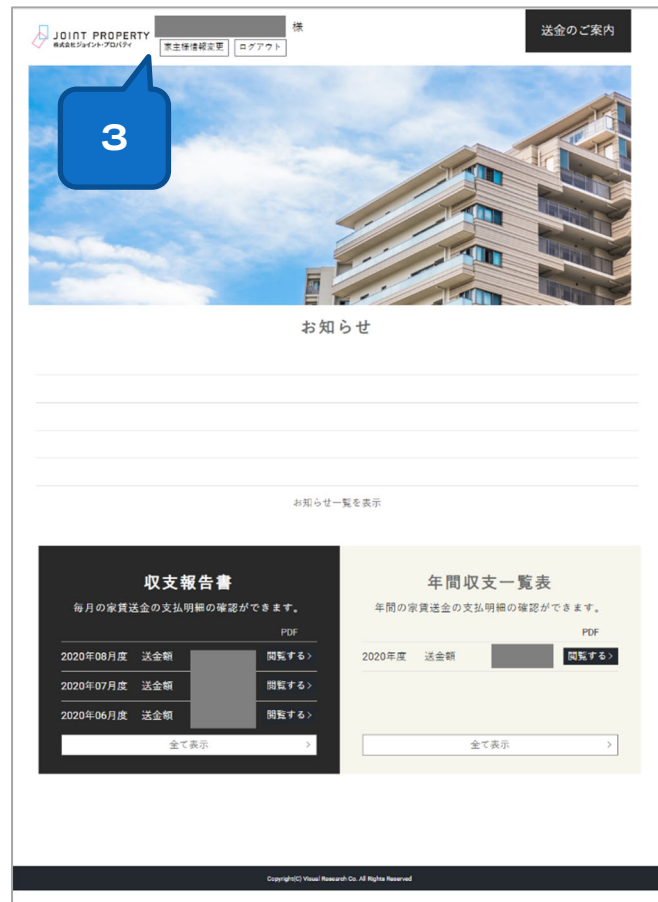 JOINT PROPERTY
株式会社ジョイント・プロパティ
様
家主様情報変更
ログアウト
送金のご案内
3
お知らせ
お知らせ一覧を表示
収支報告書
毎月の家賃送金の支払明細の確認ができます。
PDF
2020年08月度 送金額 閲覧する>
2020年07月度 送金額 閲覧する>
2020年06月度 送金額 閲覧する>
全て表示 >
年間収支一覧表
年間の家賃送金の支払明細の確認ができます。
PDF
2020年度 送金額 閲覧する>
全て表示 >
Copyright(C) Visual Research Co. All Rights Reserved